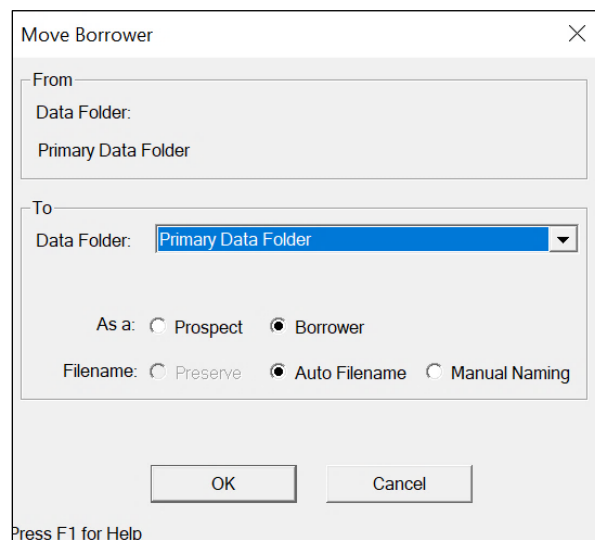 Move Borrower
From
Data Folder:
Primary Data Folder
To
Data Folder: Primary Data Folder
As a: Prospect Borrower
Filename: Preserve Auto Filename Manual Naming
OK Cancel
Press F1 for Help